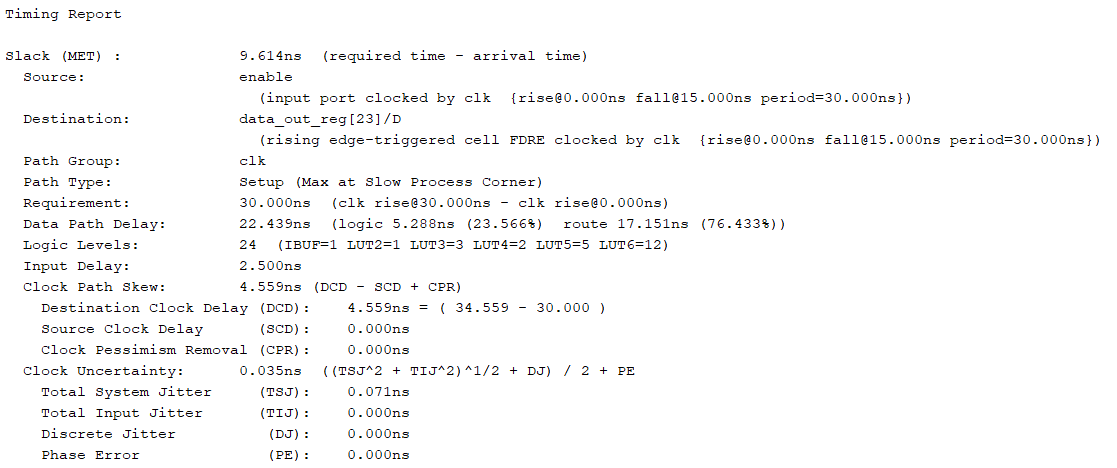 Timing Report
Slack (MET) : 9.614ns (required time - arrival time)
Source: enable
(input port clocked by clk {rise@0.000ns fall@15.000ns period=30.000ns})
Destination: data_out_reg[23]/D
(rising edge-triggered cell FDRE clocked by clk {rise@0.000ns fall@15.000ns period=30.000ns})
Path Group: clk
Path Type: Setup (Max at Slow Process Corner)
Requirement: 30.000ns (clk rise@30.000ns - clk rise@0.000ns)
Data Path Delay: 22.439ns (logic 5.288ns (23.566%) route 17.151ns (76.433%))
Logic Levels: 24 (IBUF=1 LUT2=1 LUT3=3 LUT4=2 LUT5=5 LUT6=12)
Input Delay: 2.500ns
Clock Path Skew: 4.559ns (DCD - SCD + CPR)
Destination Clock Delay (DCD): 4.559ns = ( 34.559 - 30.000 )
Source Clock Delay (SCD): 0.000ns
Clock Pessimism Removal (CPR): 0.000ns
Clock Uncertainty: 0.035ns ((TSJ^2 + TIJ^2)^1/2 + DJ) / 2 + PE
Total System Jitter (TSJ): 0.071ns
Total Input Jitter (TIJ): 0.000ns
Discrete Jitter (DJ): 0.000ns
Phase Error (PE): 0.000ns